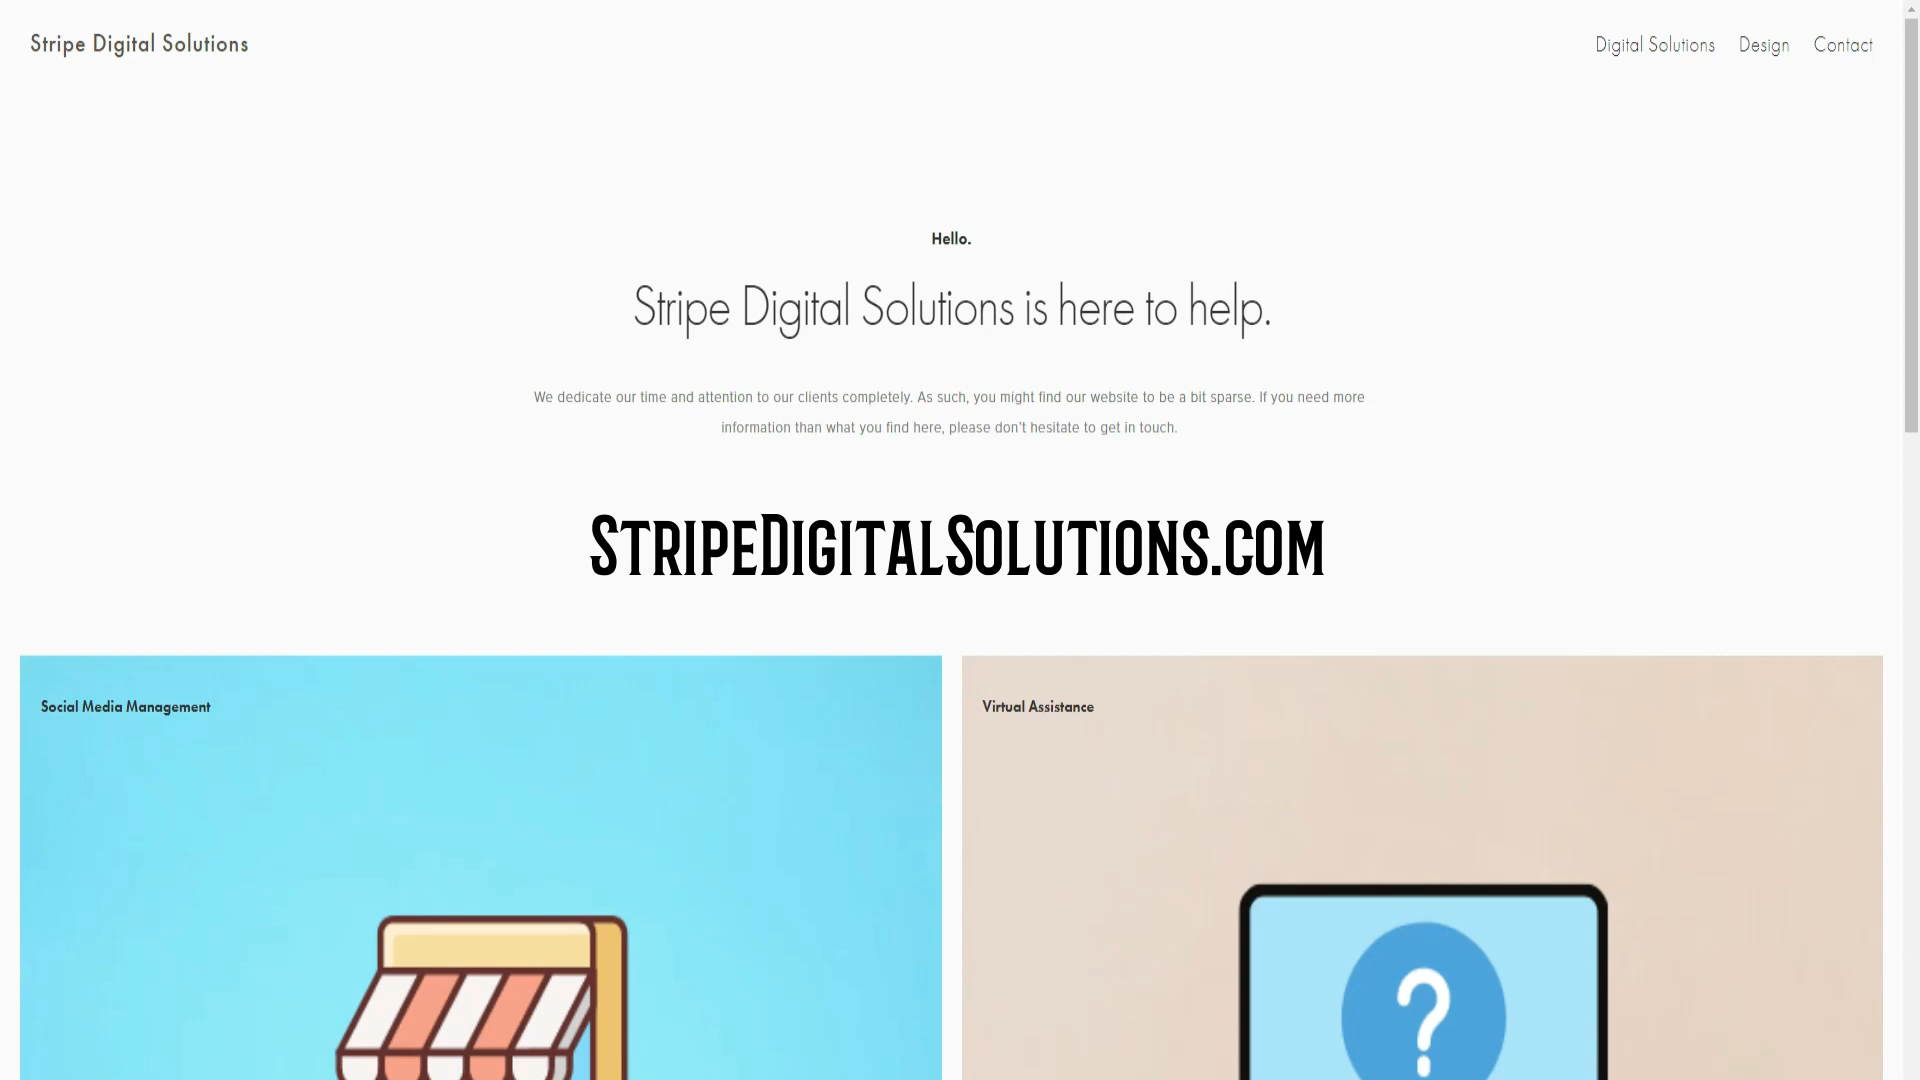 Stripe Digital Solutions
Digital Solutions Design Contact
Hello.
Stripe Digital Solutions is here to help.
We dedicate our time and attention to our clients completely. As such, you might find our website to be a bit sparse. If you need more
information than what you find here, please don't hesitate to get in touch.
StripeDigitalSolutions.com
Social Media Management
Virtual Assistance
?